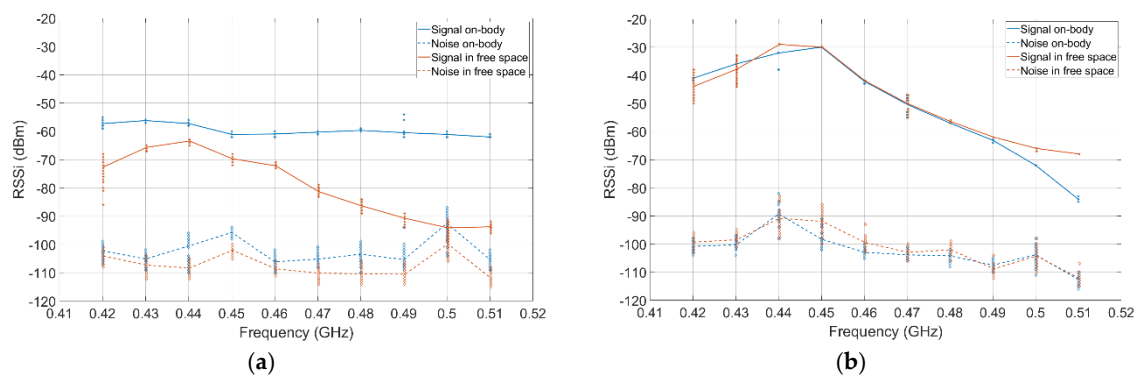 -20
-30
-40
-50
-60
-70
-80
-90
-100
-110
-120
RSSi (dBm)
0.41 0.42 0.43 0.44 0.45 0.46 0.47 0.48 0.49 0.5 0.51 0.52
Frequency (GHz)
Signal on-body
Noise on-body
Signal in free space
Noise in free space
(a)
-20
-30
-40
-50
-60
-70
-80
-90
-100
-110
-120
RSSi (dBm)
0.41 0.42 0.43 0.44 0.45 0.46 0.47 0.48 0.49 0.5 0.51 0.52
Frequency (GHz)
Signal on-body
Noise on-body
Signal in free space
Noise in free space
(b)